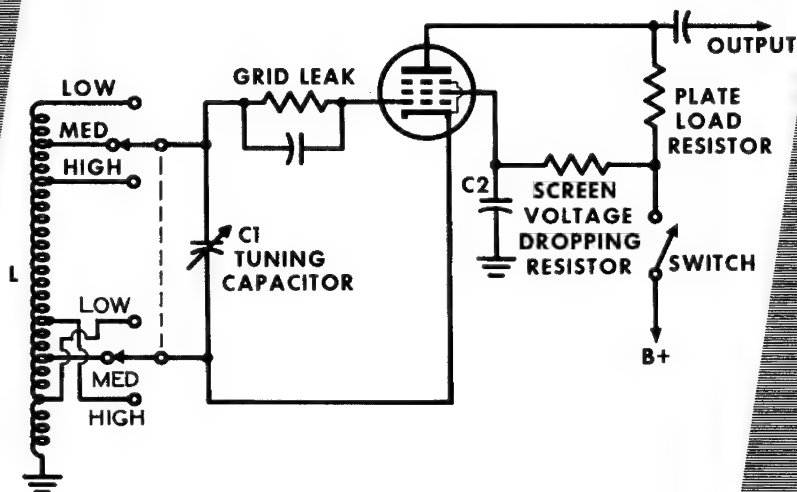 OUTPUT
GRID LEAK
LOW
MED
HIGH
PLATE
LOAD
RESISTOR
C2
SCREEN
VOLTAGE
DROPPING
RESISTOR
C1
TUNING
CAPACITOR
SWITCH
L
LOW
MED
HIGH
B+